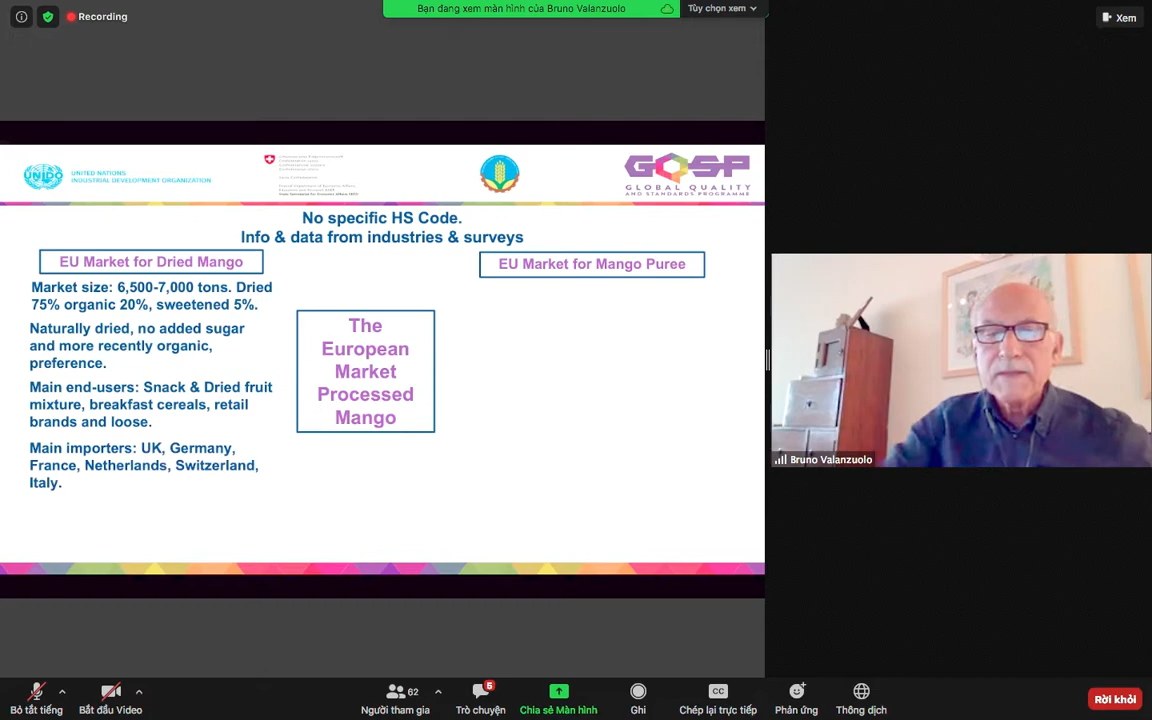 Recording
Bạn đang xem màn hình của Bruno Valanzuolo
Tùy chọn xem
Xem
UNIDO
UNITED NATIONS
INDUSTRIAL DEVELOPMENT ORGANIZATION
GQSP
GLOBAL QUALITY
AND STANDARDS PROGRAMME
No specific HS Code.
Info & data from industries & surveys
EU Market for Dried Mango
Market size: 6,500-7,000 tons. Dried
75% organic 20%, sweetened 5%.
Naturally dried, no added sugar
and more recently organic,
preference.
Main end-users: Snack & Dried fruit
mixture, breakfast cereals, retail
brands and loose.
Main importers: UK, Germany,
France, Netherlands, Switzerland,
Italy.
The
European
Market
Processed
Mango
EU Market for Mango Puree
Bruno Valanzuolo
Bỏ tắt tiếng
Bắt đầu Video
62
Người tham gia
5
Trò chuyện
Chia sẻ Màn hình
Ghi
CC
Chép lại trực tiếp
Phản ứng
Thông dịch
Rời khỏi